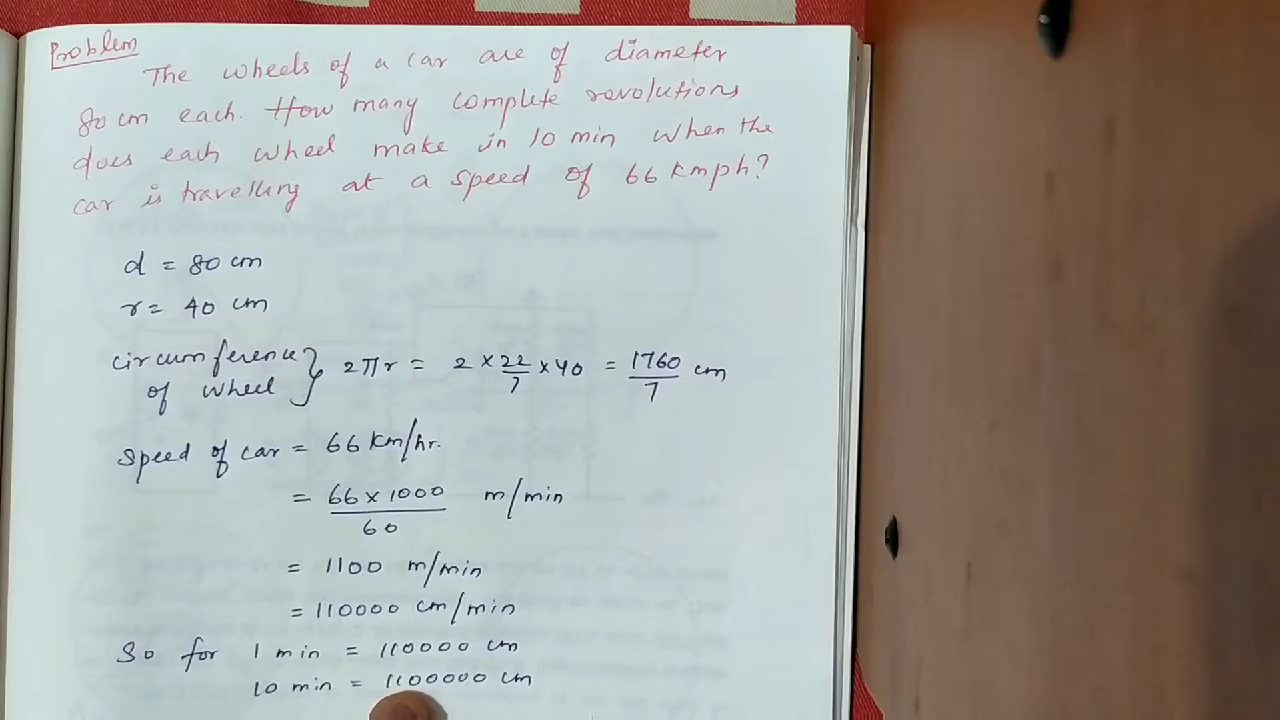 Problem
The wheels of a car are of diameter
80 cm each. How many complete revolutions
does each wheel make in 10 min when the
car is travelling at a speed of 66 kmph?
d = 80 cm
r = 40 cm
circumference of wheel } 2πr = 2 × 22/7 × 40 = 1760/7 cm
speed of car = 66 km/hr.
= 66 × 1000 / 60 m/min
= 1100 m/min
= 110000 cm/min
So for 1 min = 110000 cm
10 min = 1100000 cm